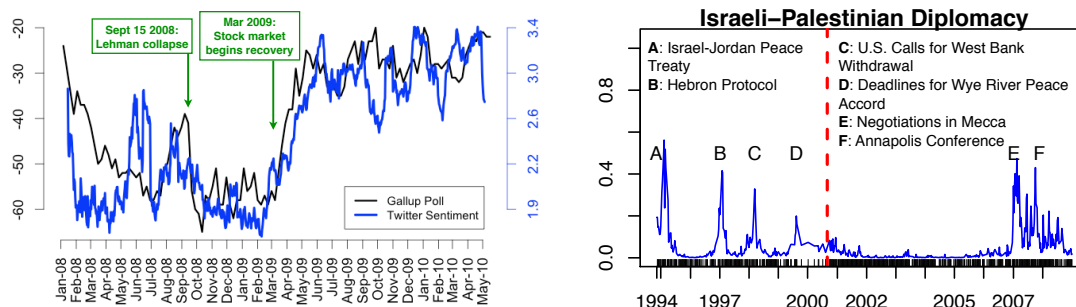 Sept 15 2008:
Lehman collapse
Mar 2009:
Stock market
begins recovery
-20
-30
-40
-50
-60
3.4
3.0
2.6
2.2
1.9
Gallup Poll
Twitter Sentiment
Jan-08
Feb-08
Mar-08
Apr-08
May-08
Jun-08
Jul-08
Aug-08
Sep-08
Oct-08
Nov-08
Dec-08
Jan-09
Feb-09
Mar-09
Apr-09
May-09
Jun-09
Jul-09
Aug-09
Sep-09
Oct-09
Nov-09
Dec-09
Jan-10
Feb-10
Mar-10
Apr-10
May-10
Israeli–Palestinian Diplomacy
A: Israel-Jordan Peace
Treaty
B: Hebron Protocol
C: U.S. Calls for West Bank
Withdrawal
D: Deadlines for Wye River Peace
Accord
E: Negotiations in Mecca
F: Annapolis Conference
A
B
C
D
E
F
0.8
0.4
0.0
1994
1997
2000
2002
2005
2007